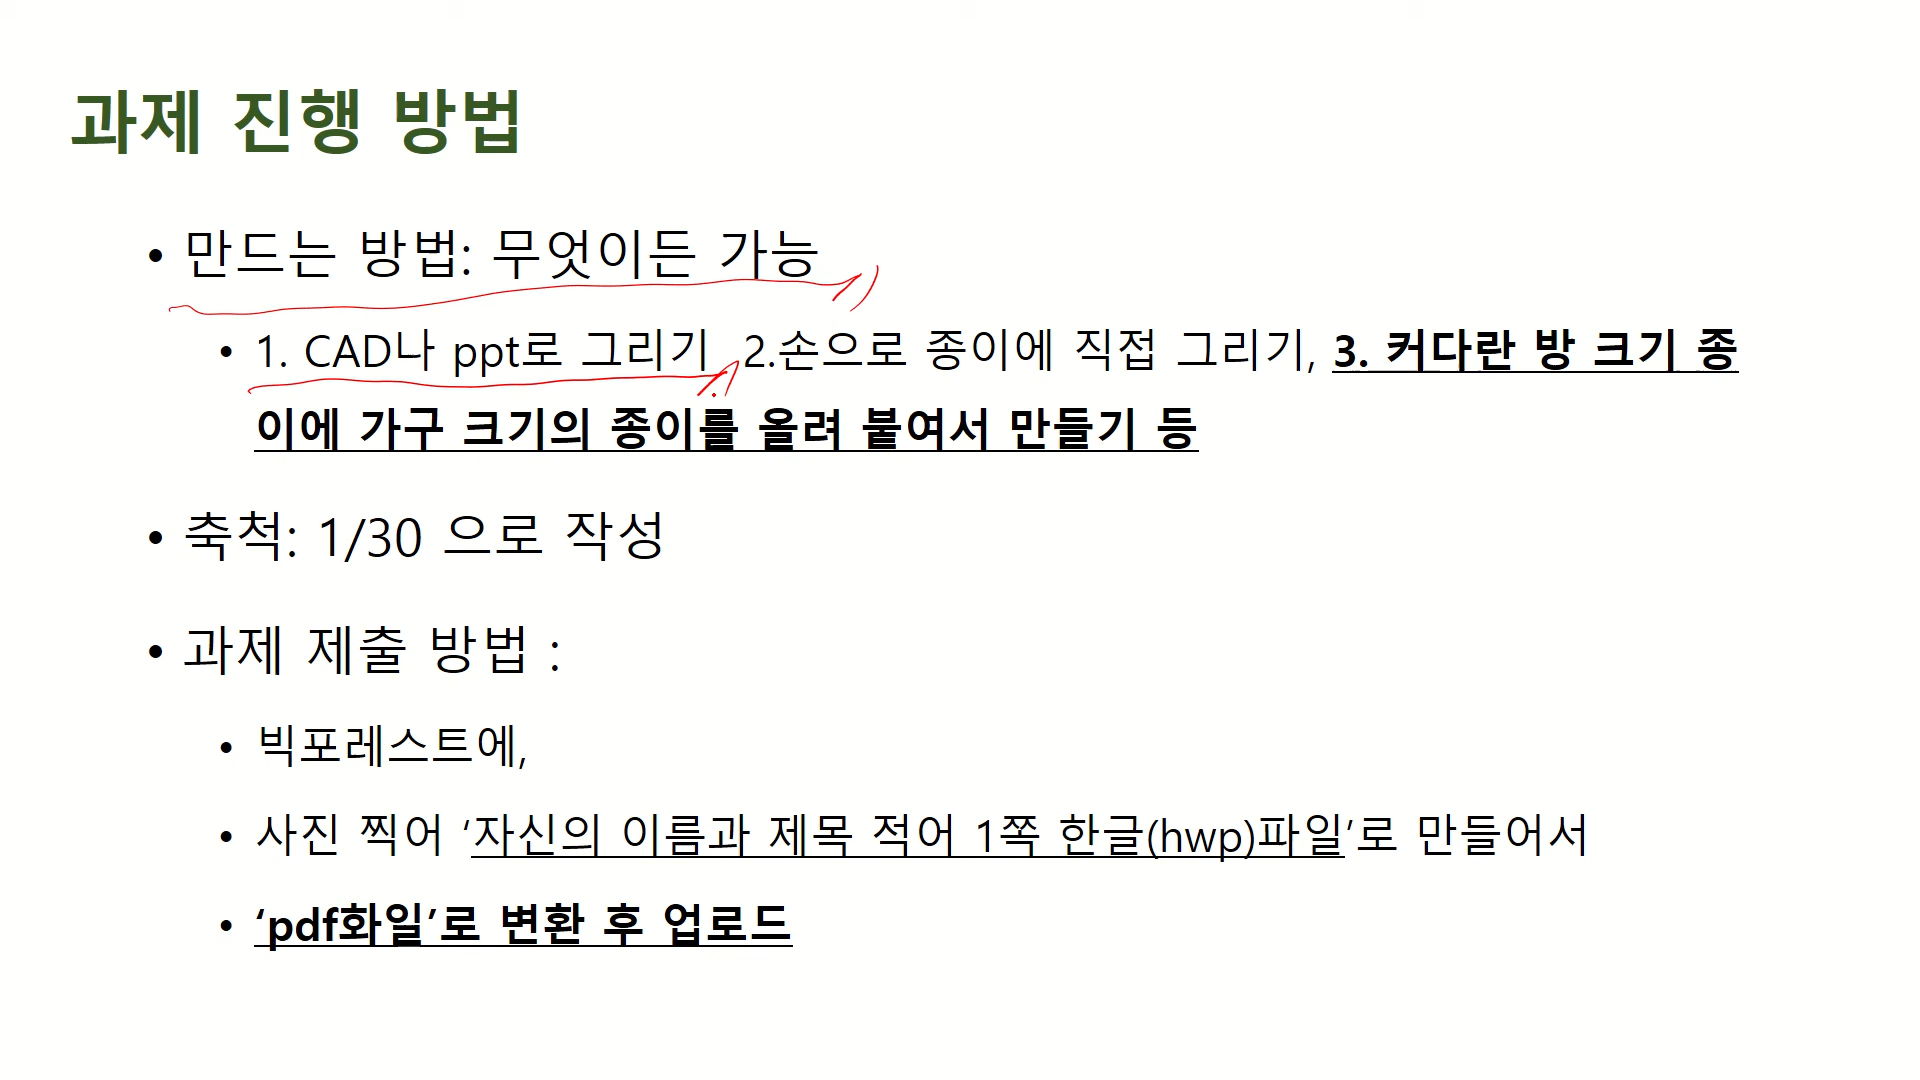 과제 진행 방법
• 만드는 방법: 무엇이든 가능
• 1. CAD나 ppt로 그리기, 2.손으로 종이에 직접 그리기, 3. 커다란 방 크기 종
이에 가구 크기의 종이를 올려 붙여서 만들기 등
• 축척: 1/30 으로 작성
• 과제 제출 방법 :
• 빅포레스트에,
• 사진 찍어 ‘자신의 이름과 제목 적어 1쪽 한글(hwp)파일’로 만들어서
• ‘pdf화일’로 변환 후 업로드